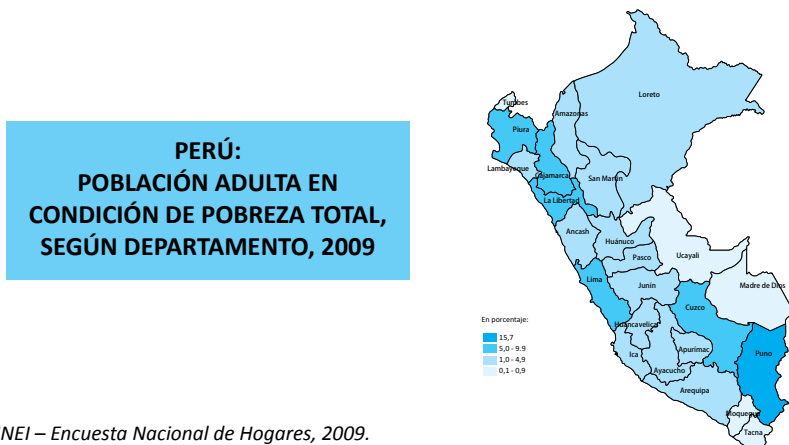 PERÚ:
POBLACIÓN ADULTA EN
CONDICIÓN DE POBREZA TOTAL,
SEGÚN DEPARTAMENTO, 2009
Tumbes
Loreto
Amazonas
Piura
Lambayeque
Cajamarca
San Martín
La Libertad
Ancash
Huánuco
Ucayali
Pasco
Lima
Junín
Madre de Dios
Cuzco
En porcentaje:
15,7
5,0 - 9.9
1,0 - 4,9
0,1 - 0,9
Huancavelica
Ica
Apurímac
Puno
Ayacucho
Arequipa
Moquegua
Tacna
INEI – Encuesta Nacional de Hogares, 2009.